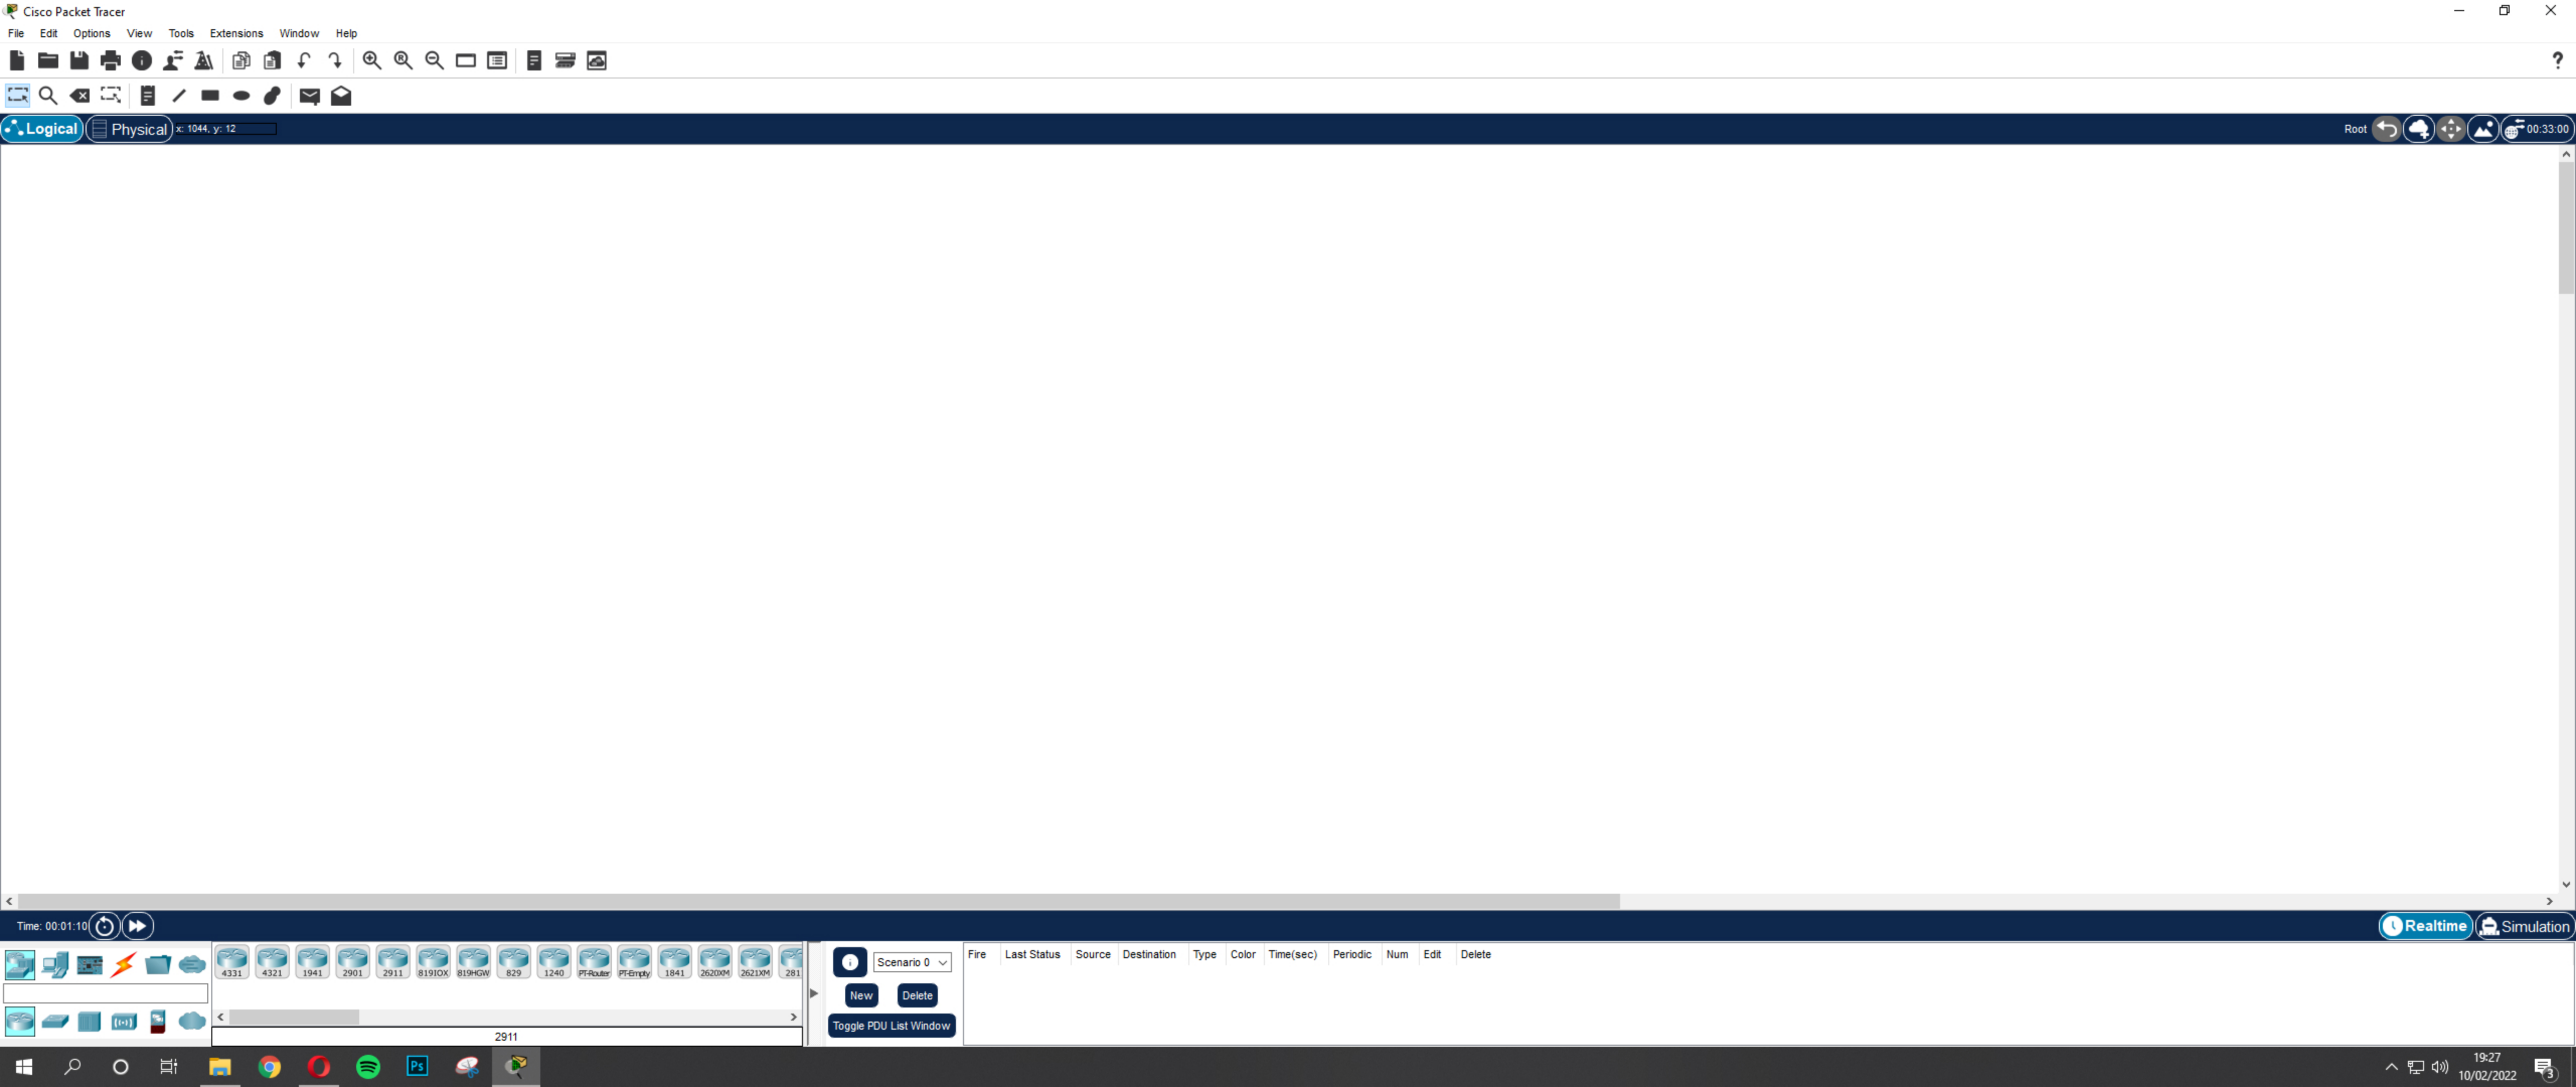 Cisco Packet Tracer
File Edit Options View Tools Extensions Window Help
Logical Physical x: 1044, y: 12 Root 00:33:00
Time: 00:01:10 Realtime Simulation
4331 4321 1941 2901 2911 819IOX 819HGW 829 1240 PT-Router PT-Empty 1841 2620XM 2621XM 281
2911
Scenario 0
New Delete
Toggle PDU List Window
Fire Last Status Source Destination Type Color Time(sec) Periodic Num Edit Delete
Ps
19:27
10/02/2022
3